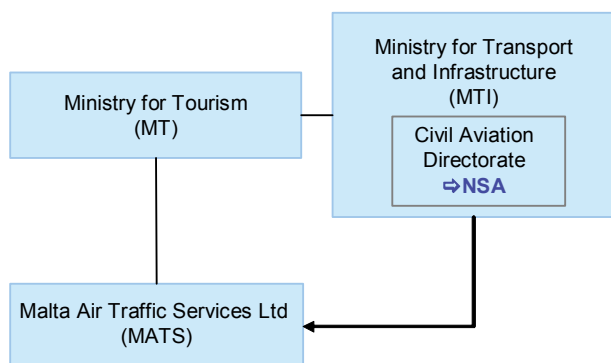 Ministry for Tourism
(MT)
Ministry for Transport
and Infrastructure
(MTI)
Civil Aviation
Directorate
⇨NSA
Malta Air Traffic Services Ltd
(MATS)